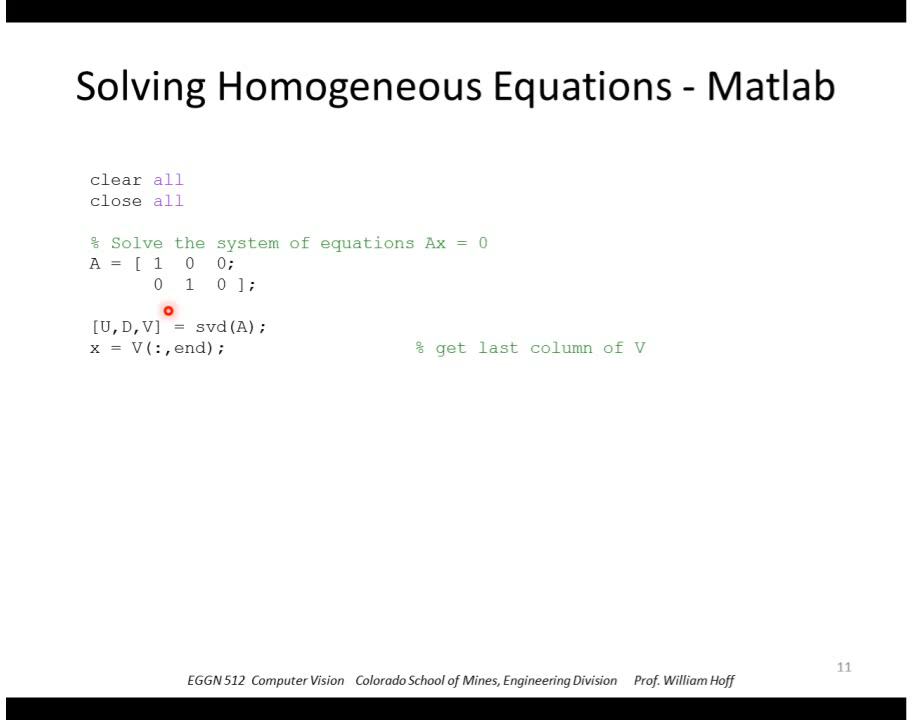 Solving Homogeneous Equations - Matlab
clear all
close all
% Solve the system of equations Ax = 0
A = [ 1 0 0;
0 1 0 ];
[U,D,V] = svd(A);
x = V(:,end); % get last column of V
11
EGGN 512 Computer Vision Colorado School of Mines, Engineering Division Prof. William Hoff